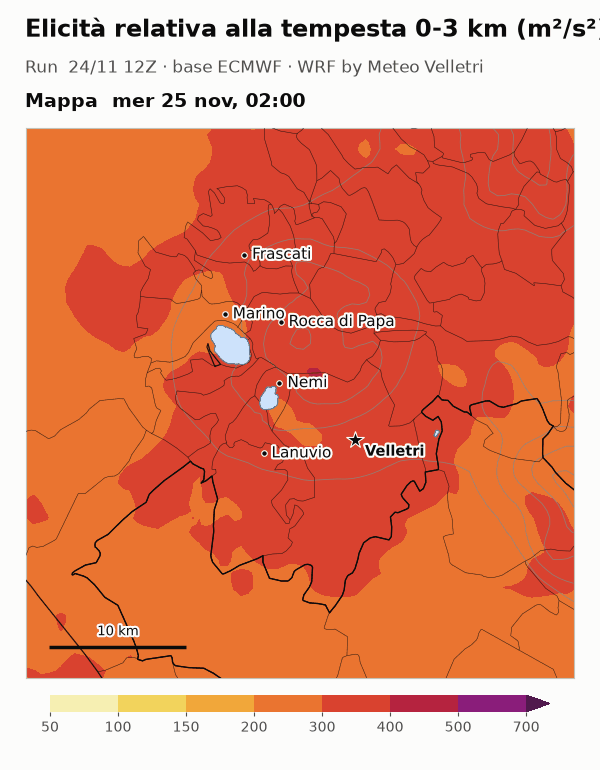 Elicità relativa alla tempesta 0-3 km (m²/s²)
Run 24/11 12Z · base ECMWF · WRF by Meteo Velletri
Mappa mer 25 nov, 02:00
Frascati
Marino
Rocca di Papa
Nemi
Velletri
Lanuvio
10 km
50 100 150 200 300 400 500 700